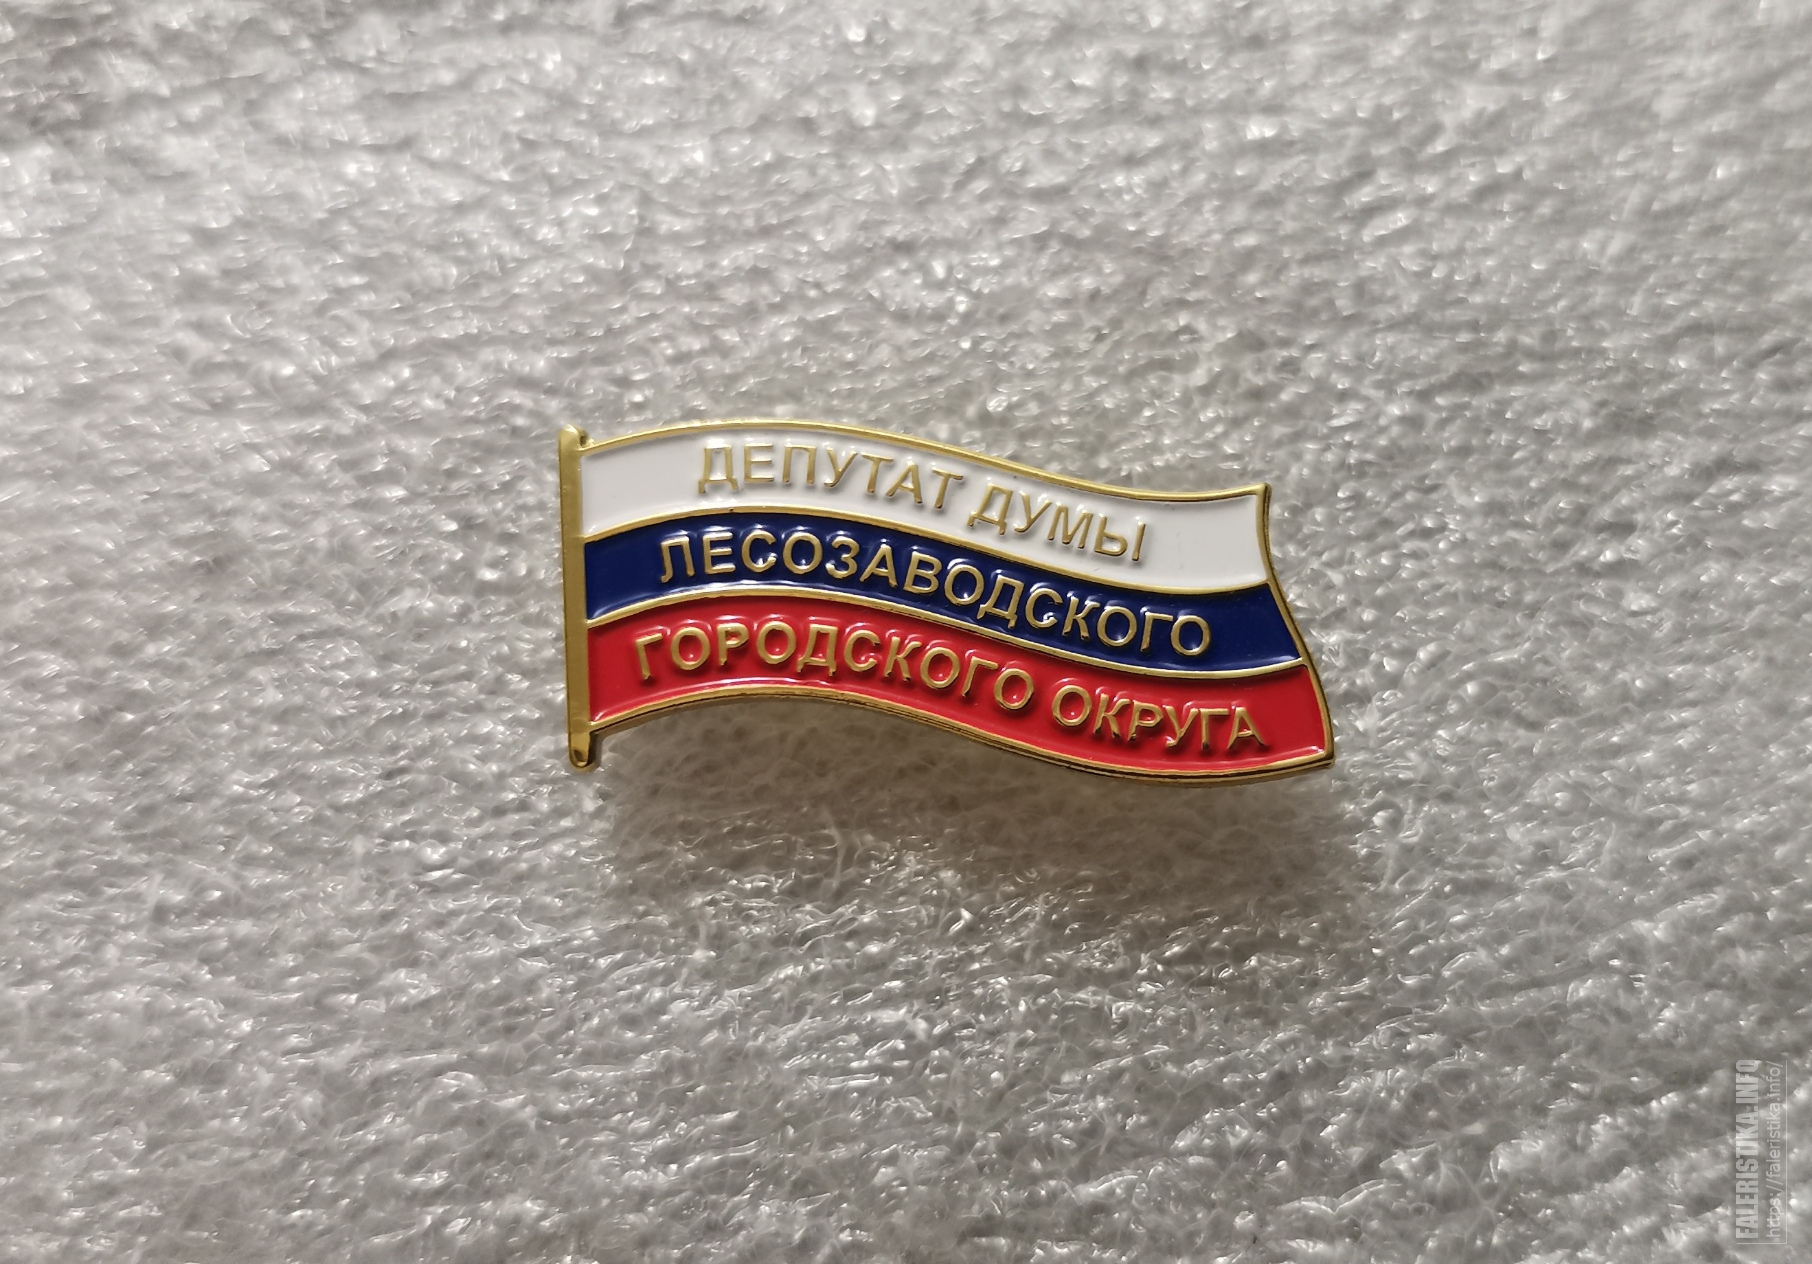 ДЕПУТАТ ДУМЫ
ЛЕСОЗАВОДСКОГО
ГОРОДСКОГО ОКРУГА
FALERISTIKA.INFO
https://faleristika.info/